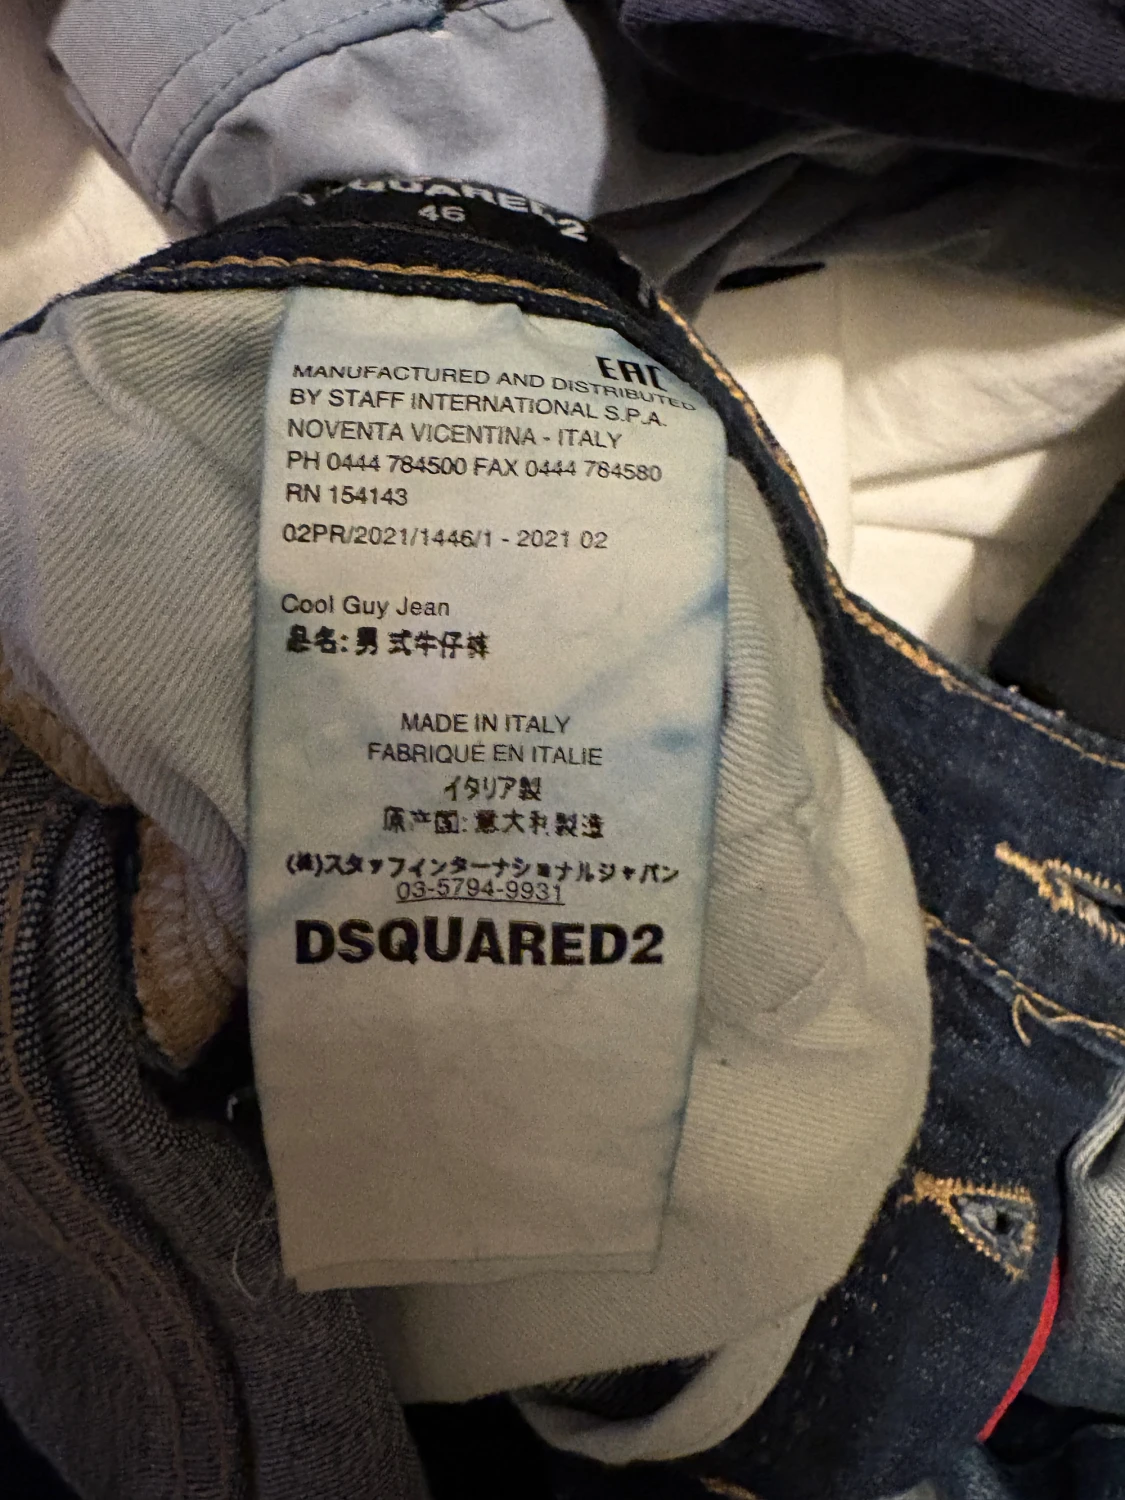 DSQUARED2
46
EAC
MANUFACTURED AND DISTRIBUTED
BY STAFF INTERNATIONAL S.P.A.
NOVENTA VICENTINA - ITALY
PH 0444 784500 FAX 0444 784580
RN 154143
02PR/2021/1446/1 - 2021 02
Cool Guy Jean
品名: 男式牛仔裤
MADE IN ITALY
FABRIQUÉ EN ITALIE
イタリア製
原产国: 意大利製造
(株)スタッフインターナショナルジャパン
03-5794-9931
DSQUARED2